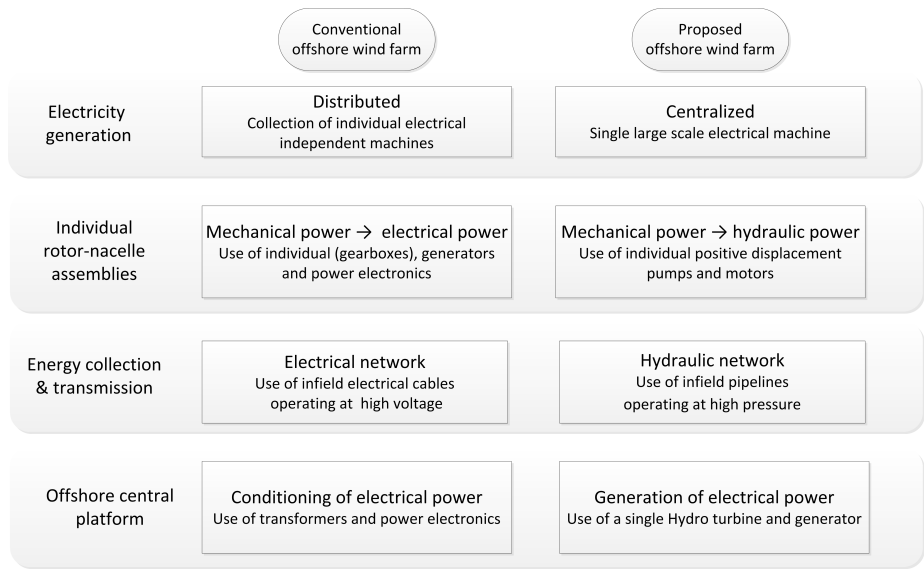 Conventional
offshore wind farm
Proposed
offshore wind farm
Electricity
generation
Distributed
Collection of individual electrical
independent machines
Centralized
Single large scale electrical machine
Individual
rotor-nacelle
assemblies
Mechanical power → electrical power
Use of individual (gearboxes), generators
and power electronics
Mechanical power → hydraulic power
Use of individual positive displacement
pumps and motors
Energy collection
& transmission
Electrical network
Use of infield electrical cables
operating at high voltage
Hydraulic network
Use of infield pipelines
operating at high pressure
Offshore central
platform
Conditioning of electrical power
Use of transformers and power electronics
Generation of electrical power
Use of a single Hydro turbine and generator